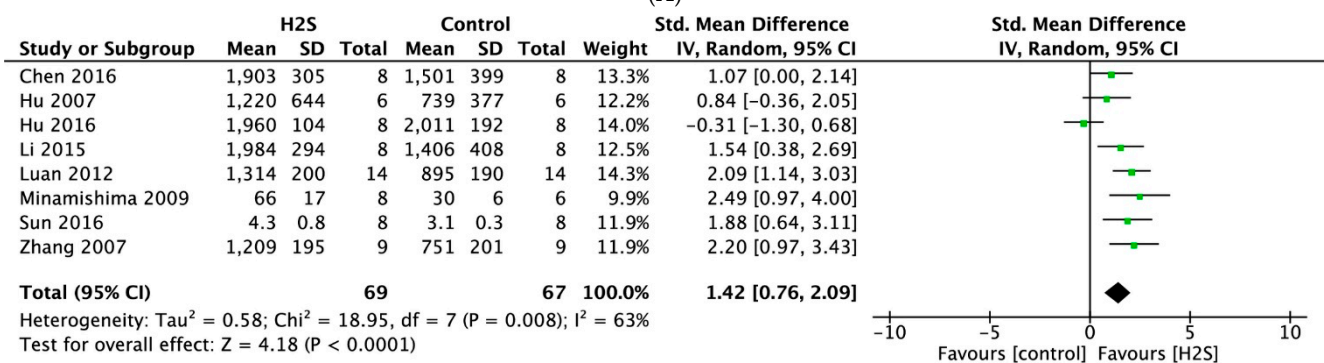 H2S Control Std. Mean Difference Std. Mean Difference
Study or Subgroup Mean SD Total Mean SD Total Weight IV, Random, 95% CI IV, Random, 95% CI
Chen 2016 1,903 305 8 1,501 399 8 13.3% 1.07 [0.00, 2.14]
Hu 2007 1,220 644 6 739 377 6 12.2% 0.84 [−0.36, 2.05]
Hu 2016 1,960 104 8 2,011 192 8 14.0% −0.31 [−1.30, 0.68]
Li 2015 1,984 294 8 1,406 408 8 12.5% 1.54 [0.38, 2.69]
Luan 2012 1,314 200 14 895 190 14 14.3% 2.09 [1.14, 3.03]
Minamishima 2009 66 17 8 30 6 6 9.9% 2.49 [0.97, 4.00]
Sun 2016 4.3 0.8 8 3.1 0.3 8 11.9% 1.88 [0.64, 3.11]
Zhang 2007 1,209 195 9 751 201 9 11.9% 2.20 [0.97, 3.43]
Total (95% CI) 69 67 100.0% 1.42 [0.76, 2.09]
Heterogeneity: Tau² = 0.58; Chi² = 18.95, df = 7 (P = 0.008); I² = 63%
Test for overall effect: Z = 4.18 (P < 0.0001)
−10 −5 0 5 10
Favours [control] Favours [H2S]